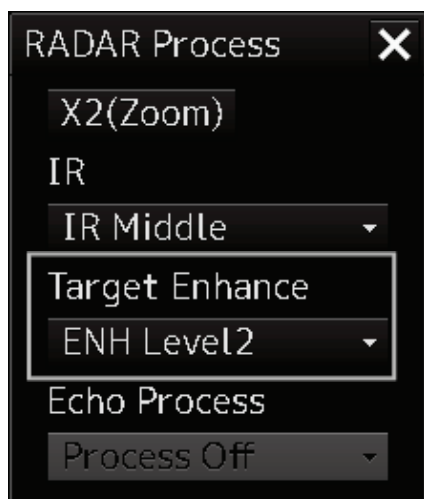 RADAR Process
X2(Zoom)
IR
IR Middle
Target Enhance
ENH Level2
Echo Process
Process Off